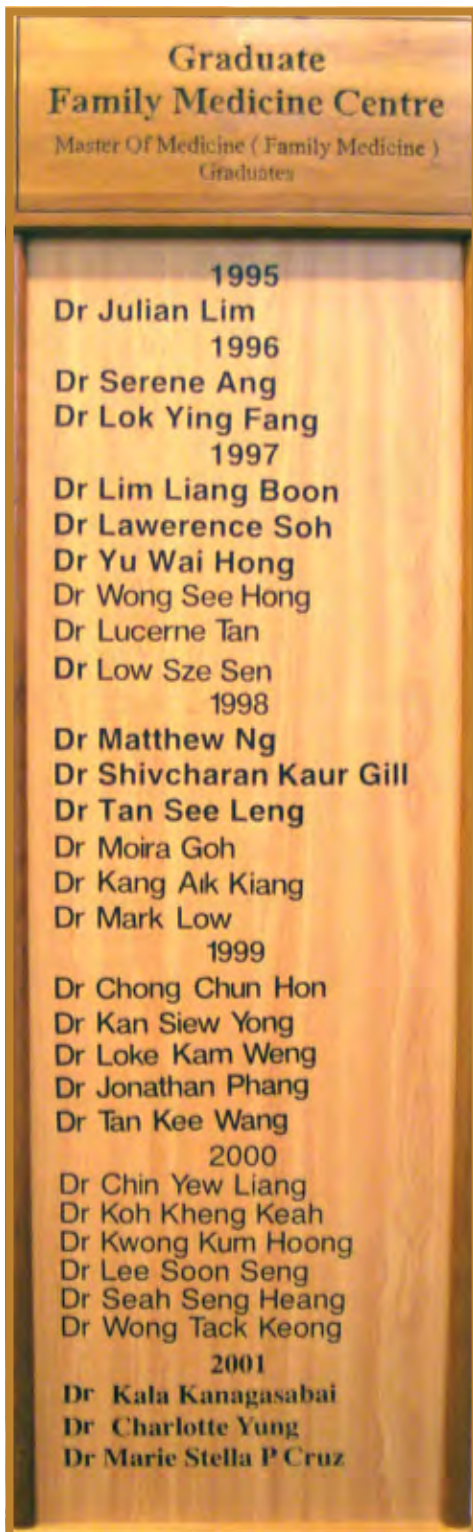 Graduate
Family Medicine Centre
Master Of Medicine ( Family Medicine )
Graduates
1995
Dr Julian Lim
1996
Dr Serene Ang
Dr Lok Ying Fang
1997
Dr Lim Liang Boon
Dr Lawerence Soh
Dr Yu Wai Hong
Dr Wong See Hong
Dr Lucerne Tan
Dr Low Sze Sen
1998
Dr Matthew Ng
Dr Shivcharan Kaur Gill
Dr Tan See Leng
Dr Moira Goh
Dr Kang Aik Kiang
Dr Mark Low
1999
Dr Chong Chun Hon
Dr Kan Siew Yong
Dr Loke Kam Weng
Dr Jonathan Phang
Dr Tan Kee Wang
2000
Dr Chin Yew Liang
Dr Koh Kheng Keah
Dr Kwong Kum Hoong
Dr Lee Soon Seng
Dr Seah Seng Heang
Dr Wong Tack Keong
2001
Dr Kala Kanagasabai
Dr Charlotte Yung
Dr Marie Stella P Cruz